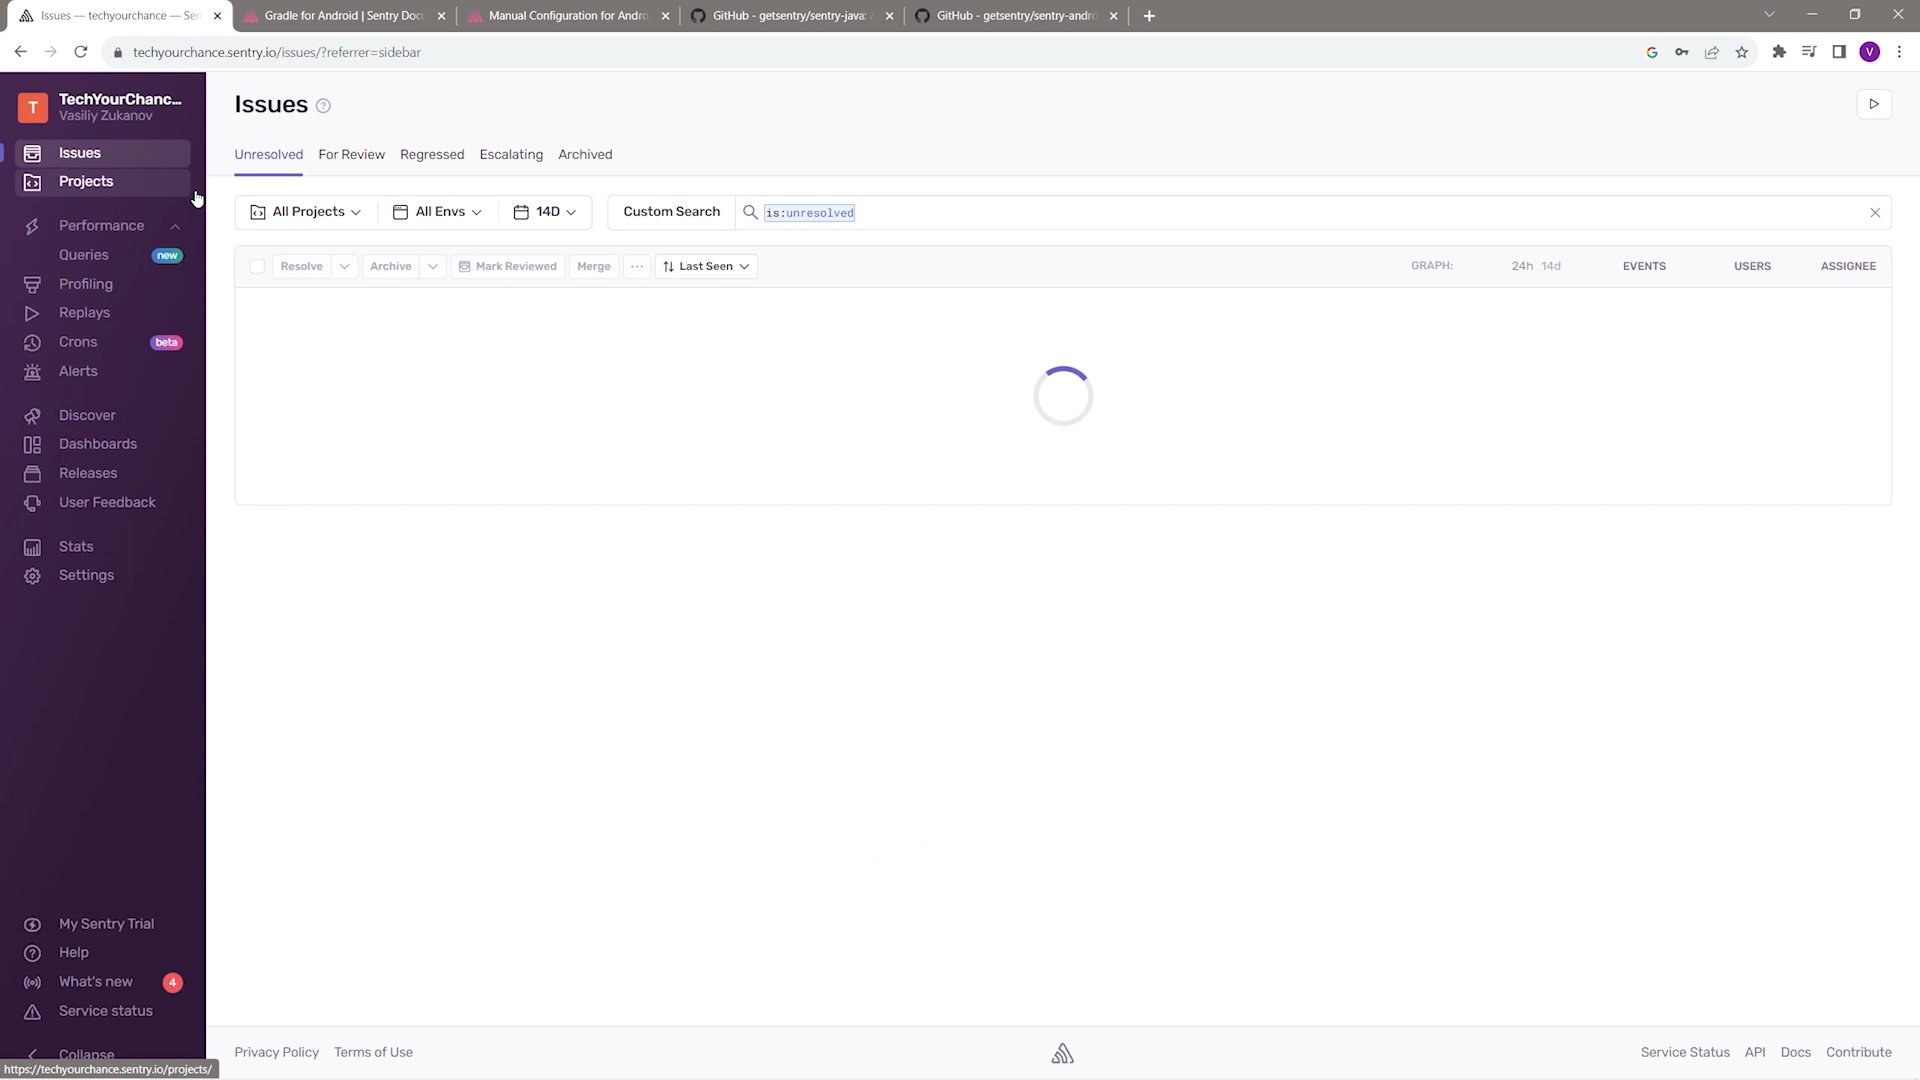 Issues — techyourchance — Sen
Gradle for Android | Sentry Docu
Manual Configuration for Andro
GitHub - getsentry/sentry-java: A
GitHub - getsentry/sentry-andro
techyourchance.sentry.io/issues/?referrer=sidebar
V
T
TechYourChanc...
Vasiliy Zukanov
Issues
Projects
Performance
Queries
new
Profiling
Replays
Crons
beta
Alerts
Discover
Dashboards
Releases
User Feedback
Stats
Settings
My Sentry Trial
Help
What's new
4
Service status
Collapse
https://techyourchance.sentry.io/projects/
Issues
Unresolved For Review Regressed Escalating Archived
All Projects All Envs 14D Custom Search is:unresolved
Resolve Archive Mark Reviewed Merge Last Seen GRAPH: 24h 14d EVENTS USERS ASSIGNEE
Privacy Policy Terms of Use Service Status API Docs Contribute